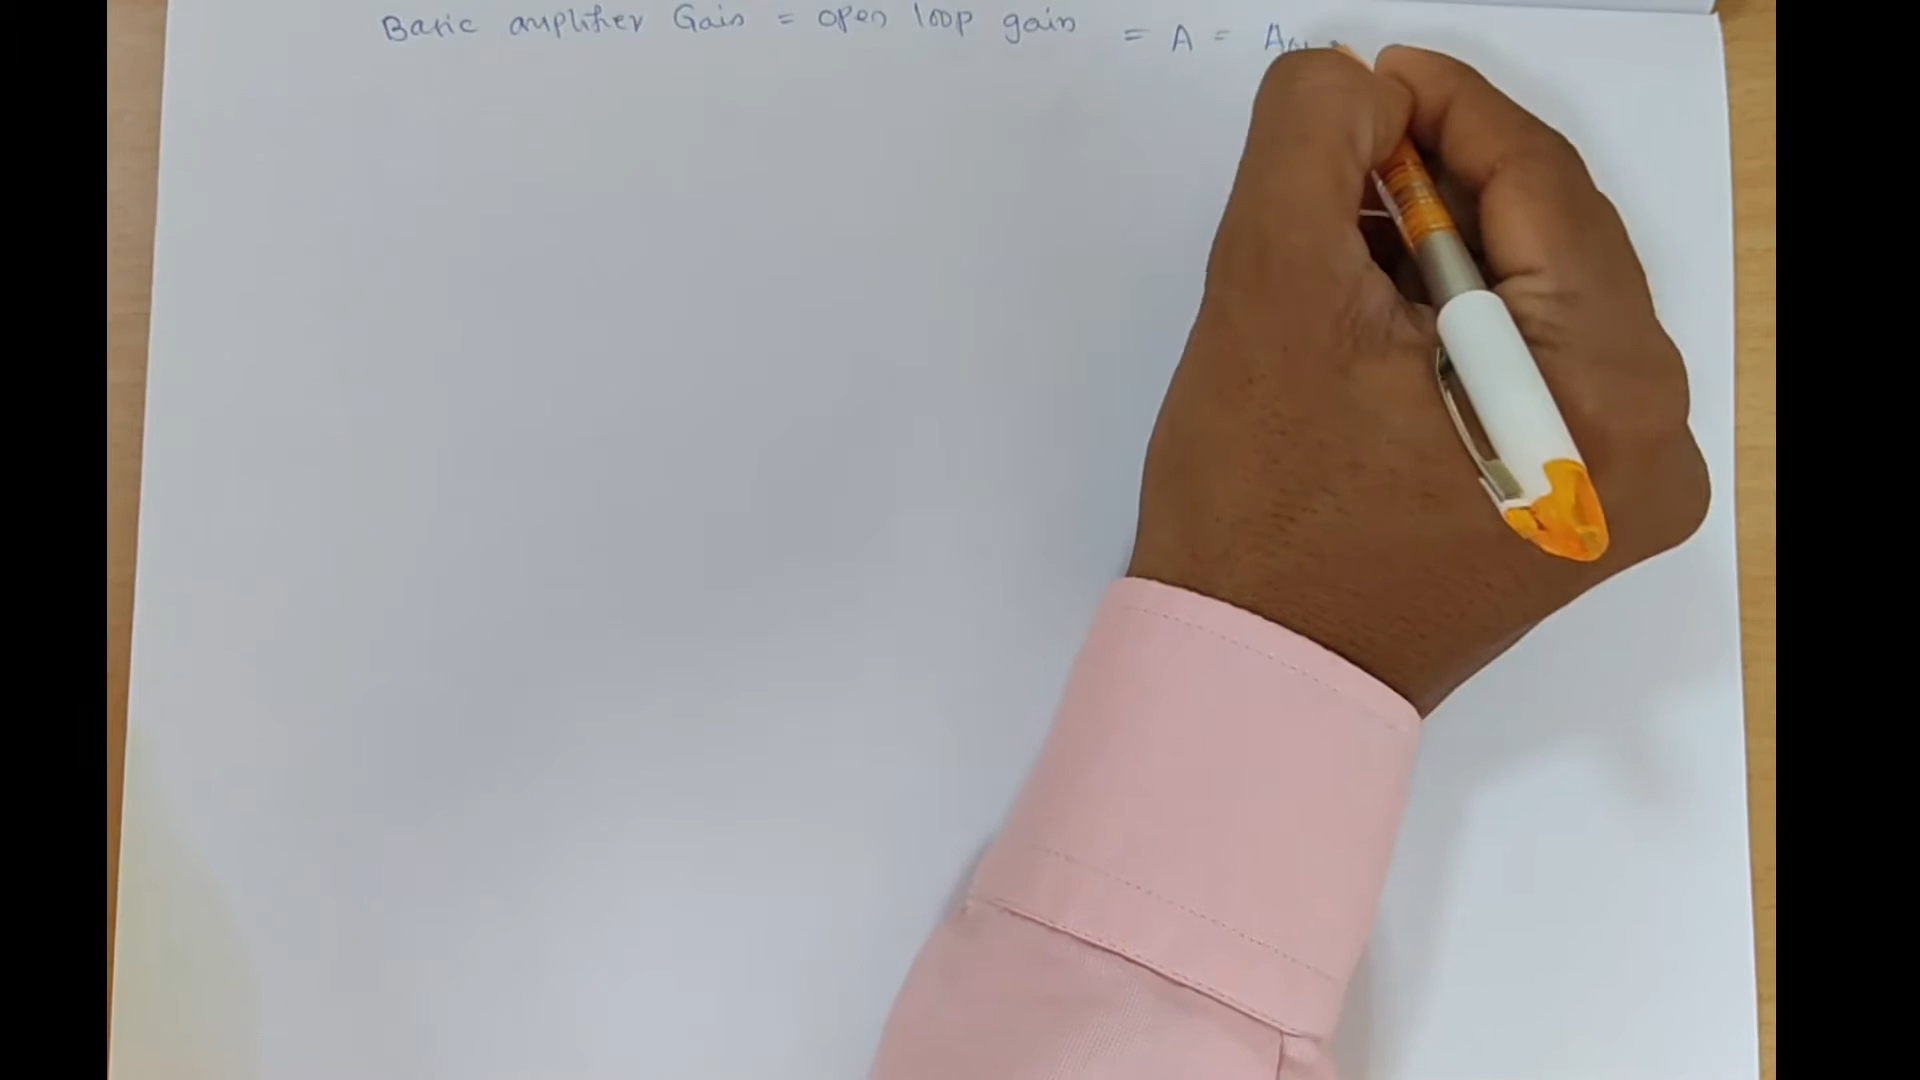 Basic amplifier Gain = open loop gain = A =